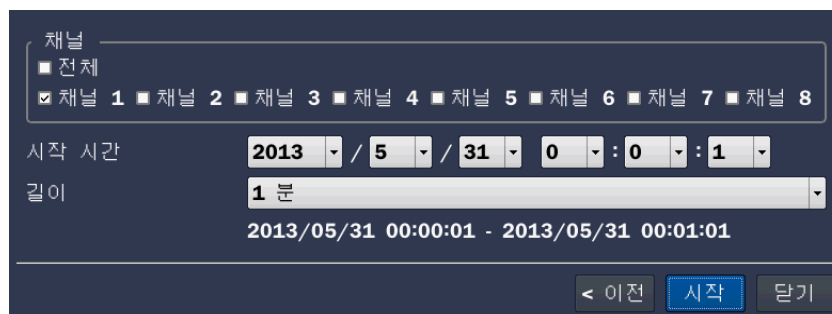 채널
전체
채널 1 채널 2 채널 3 채널 4 채널 5 채널 6 채널 7 채널 8
시작 시간 2013 / 5 / 31 0 : 0 : 1
길이 1 분
2013/05/31 00:00:01 - 2013/05/31 00:01:01
< 이전 시작 닫기